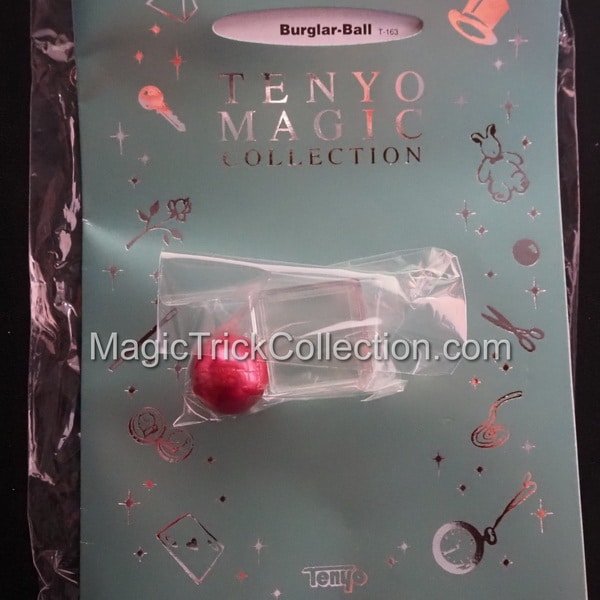 Burglar-Ball T-163
TENYO
MAGIC
COLLECTION
MagicTrickCollection.com
Tenyo